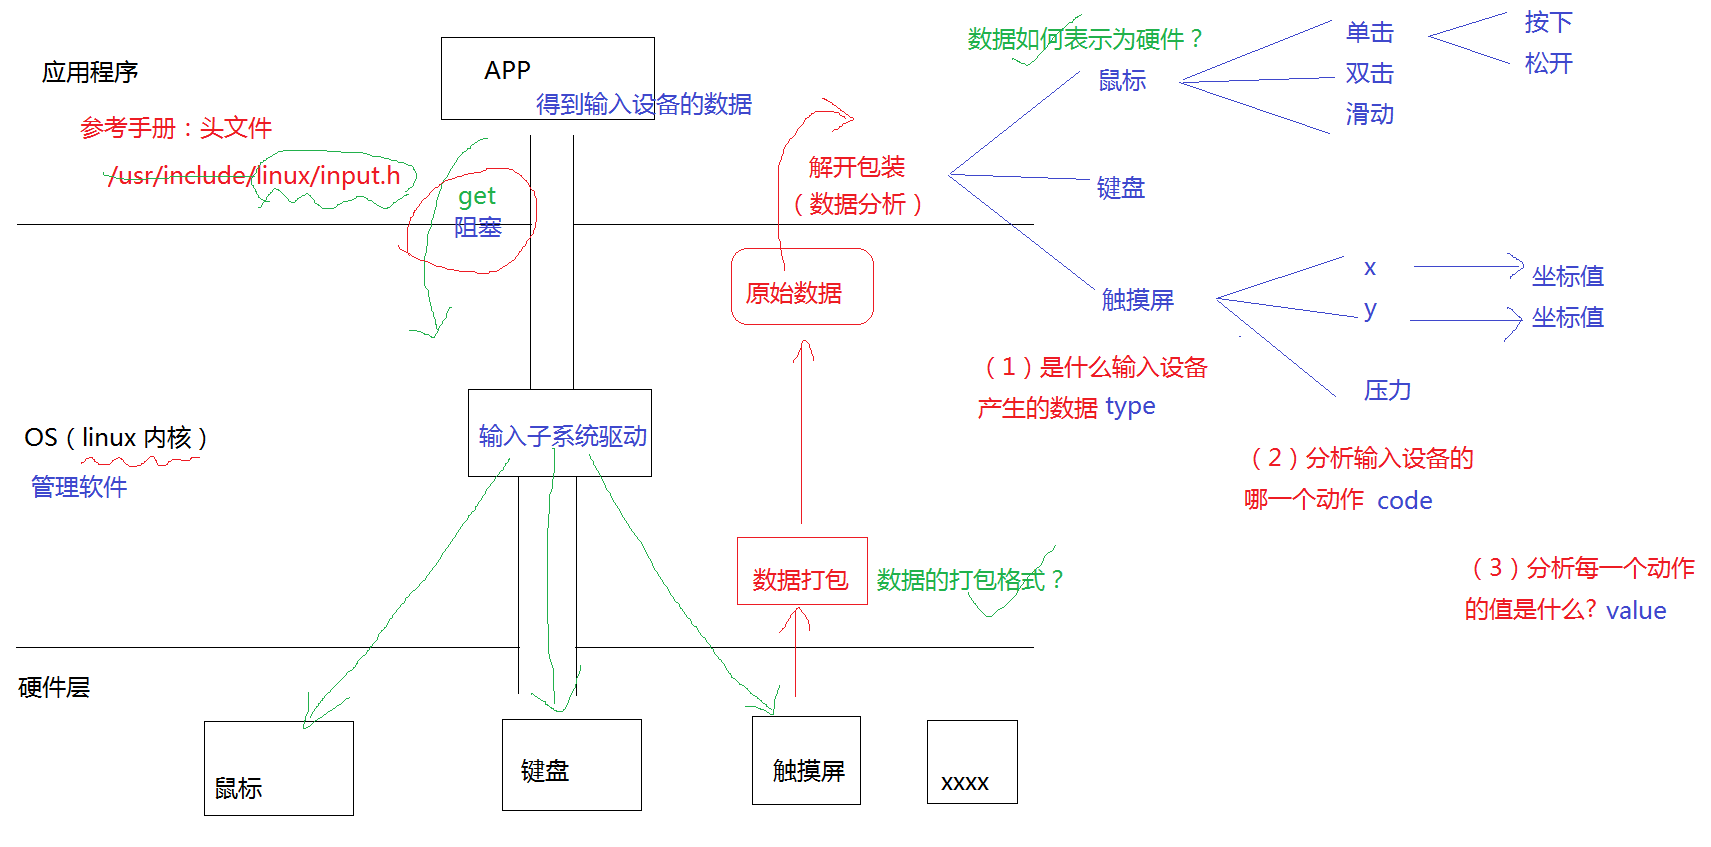 应用程序
APP
得到输入设备的数据
参考手册：头文件
/usr/include/linux/input.h
get
阻塞
解开包装
（数据分析）
原始数据
数据如何表示为硬件？
鼠标
单击
按下
松开
双击
滑动
键盘
触摸屏
x
坐标值
y
坐标值
压力
（1）是什么输入设备
产生的数据 type
（2）分析输入设备的
哪一个动作 code
（3）分析每一个动作
的值是什么? value
OS（linux 内核）
管理软件
输入子系统驱动
数据打包
数据的打包格式？
硬件层
鼠标
键盘
触摸屏
xxxx